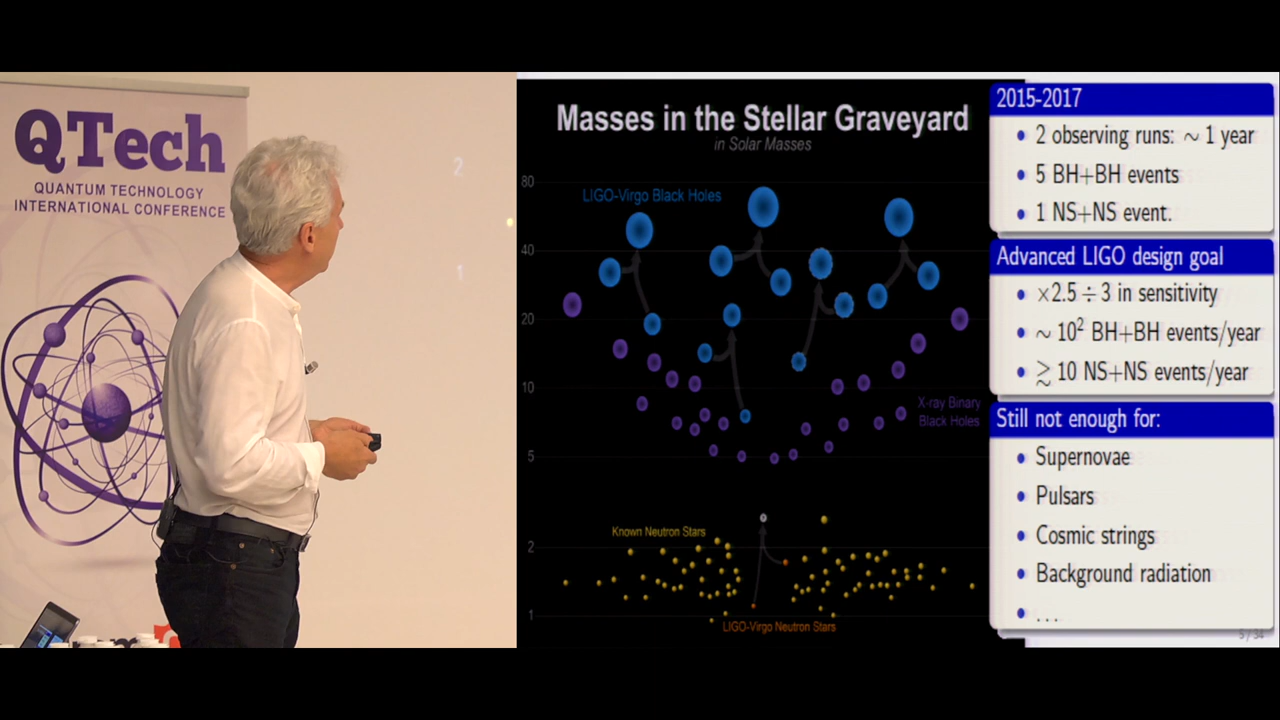 QTech
QUANTUM TECHNOLOGY
INTERNATIONAL CONFERENCE
2
1
Masses in the Stellar Graveyard
in Solar Masses
80
LIGO-Virgo Black Holes
40
20
10
X-ray Binary
Black Holes
5
Known Neutron Stars
2
1
LIGO-Virgo Neutron Stars
2015-2017
• 2 observing runs: ~ 1 year
• 5 BH+BH events
• 1 NS+NS event.
Advanced LIGO design goal
• ×2.5 ÷ 3 in sensitivity
• ~ 10² BH+BH events/year
• ≳ 10 NS+NS events/year
Still not enough for:
• Supernovae
• Pulsars
• Cosmic strings
• Background radiation
• ...
5 / 34